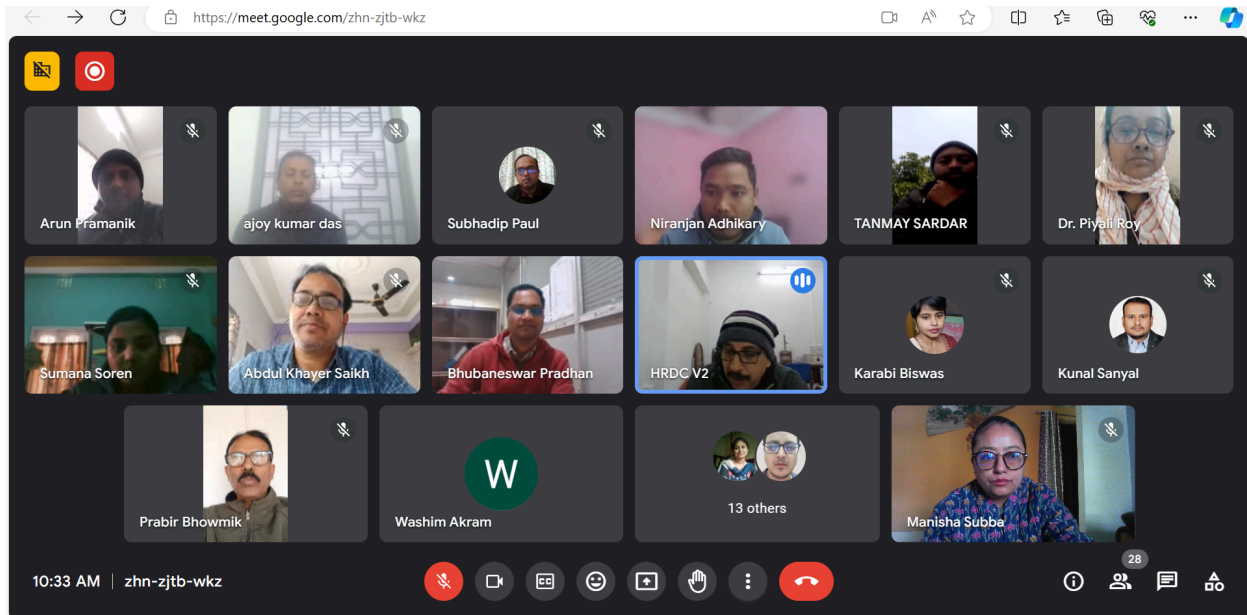 https://meet.google.com/zhn-zjtb-wkz
Arun Pramanik
ajoy kumar das
Subhadip Paul
Niranjan Adhikary
TANMAY SARDAR
Dr. Piyali Roy
Sumana Soren
Abdul Khayer Saikh
Bhubaneswar Pradhan
HRDC V2
Karabi Biswas
Kunal Sanyal
Prabir Bhowmik
W
Washim Akram
13 others
Manisha Subba
10:33 AM | zhn-zjtb-wkz
CC
28